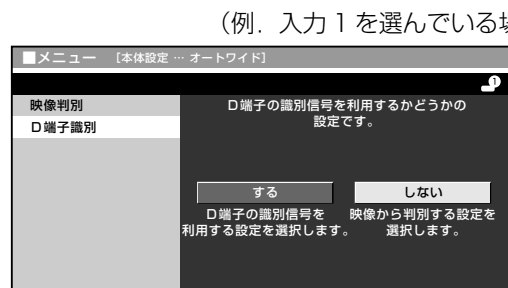 (例. 入力1を選んでいる場
■メニュー [本体設定 … オートワイド]
1
映像判別
D端子識別
D端子の識別信号を利用するかどうかの
設定です。
する
しない
D端子の識別信号を
利用する設定を選択します。
映像から判別する設定を
選択します。